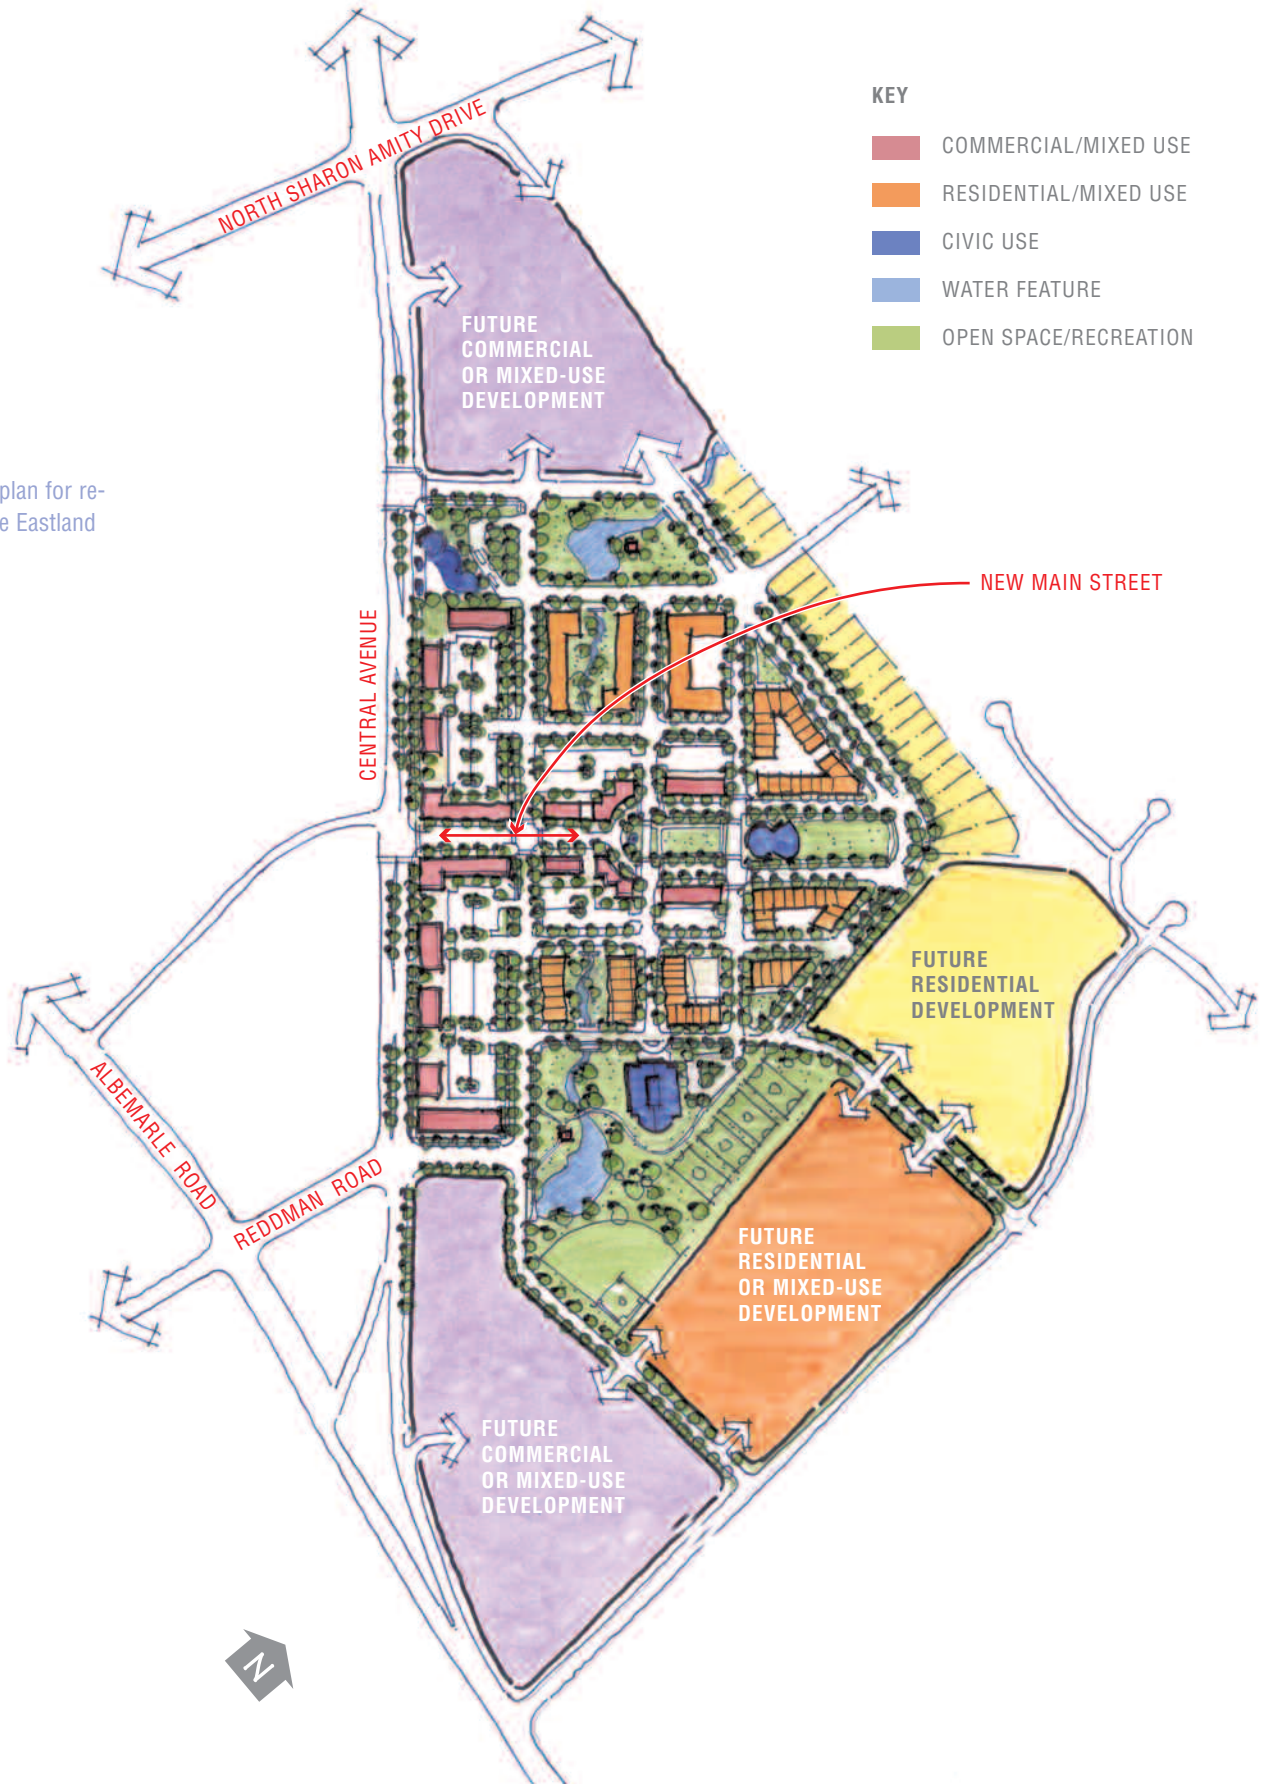 NORTH SHARON AMITY DRIVE
KEY
COMMERCIAL/MIXED USE
RESIDENTIAL/MIXED USE
CIVIC USE
WATER FEATURE
OPEN SPACE/RECREATION
FUTURE
COMMERCIAL
OR MIXED-USE
DEVELOPMENT
plan for re-
e Eastland
NEW MAIN STREET
CENTRAL AVENUE
FUTURE
RESIDENTIAL
DEVELOPMENT
ALBEMARLE ROAD
REDDMAN ROAD
FUTURE
RESIDENTIAL
OR MIXED-USE
DEVELOPMENT
FUTURE
COMMERCIAL
OR MIXED-USE
DEVELOPMENT
N